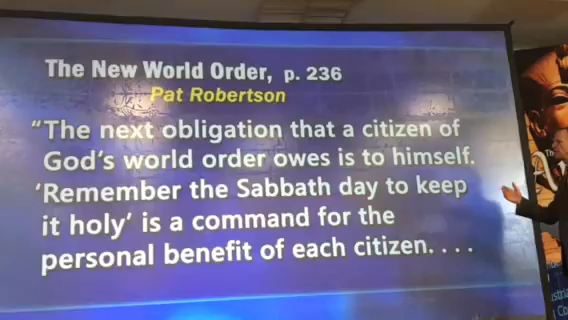 The New World Order, p. 236
Pat Robertson
“The next obligation that a citizen of
God’s world order owes is to himself.
‘Remember the Sabbath day to keep
it holy’ is a command for the
personal benefit of each citizen. . . .